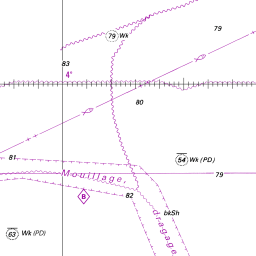 79
79 Wk
83
4°
80
81
54 Wk (PD)
79
Mouillage,
B
82
bkSh
dragage
63 Wk (PD)